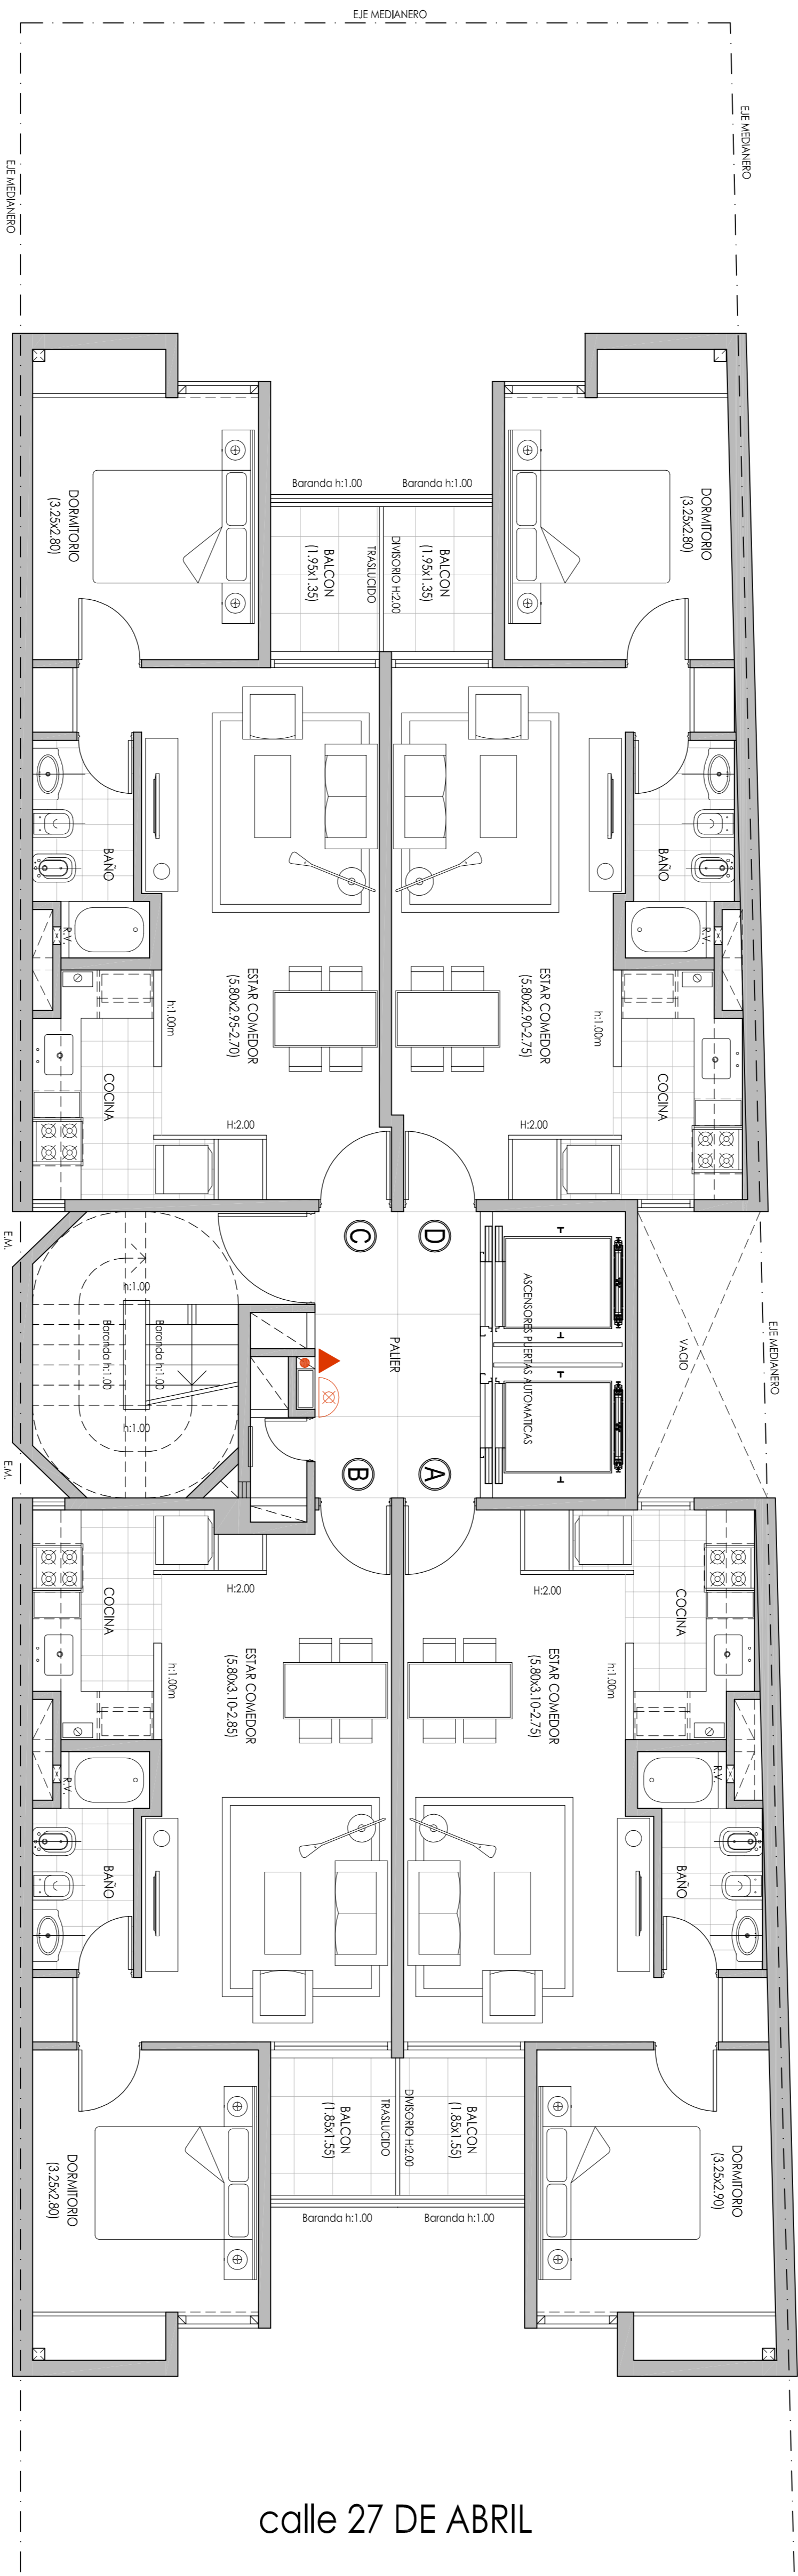 EJE MEDIANERO
EJE MEDIANERO
EJE MEDIANERO
Baranda h:1.00
Baranda h:1.00
DORMITORIO
(3.25x2.80)
BALCON
(1.95x1.35)
TRASLUCIDO
DIVISORIO H:2.00
BALCON
(1.95x1.35)
DORMITORIO
(3.25x2.80)
BAÑO
BAÑO
R.V.
R.V.
ESTAR COMEDOR
(5.80x2.95-2.70)
ESTAR COMEDOR
(5.80x2.90-2.75)
h:1.00m
h:1.00m
COCINA
COCINA
H:2.00
H:2.00
E.M.
C
D
h:1.00
Baranda h:1.00
Baranda h:1.00
h:1.00
PALIER
ASCENSORES PUERTAS AUTOMATICAS
VACIO
EJE MEDIANERO
E.M.
B
A
H:2.00
H:2.00
COCINA
COCINA
h:1.00m
h:1.00m
ESTAR COMEDOR
(5.80x3.10-2.85)
ESTAR COMEDOR
(5.80x3.10-2.75)
R.V.
R.V.
BAÑO
BAÑO
DORMITORIO
(3.25x2.80)
BALCON
(1.85x1.55)
TRASLUCIDO
DIVISORIO H:2.00
BALCON
(1.85x1.55)
DORMITORIO
(3.25x2.90)
Baranda h:1.00
Baranda h:1.00
calle 27 DE ABRIL